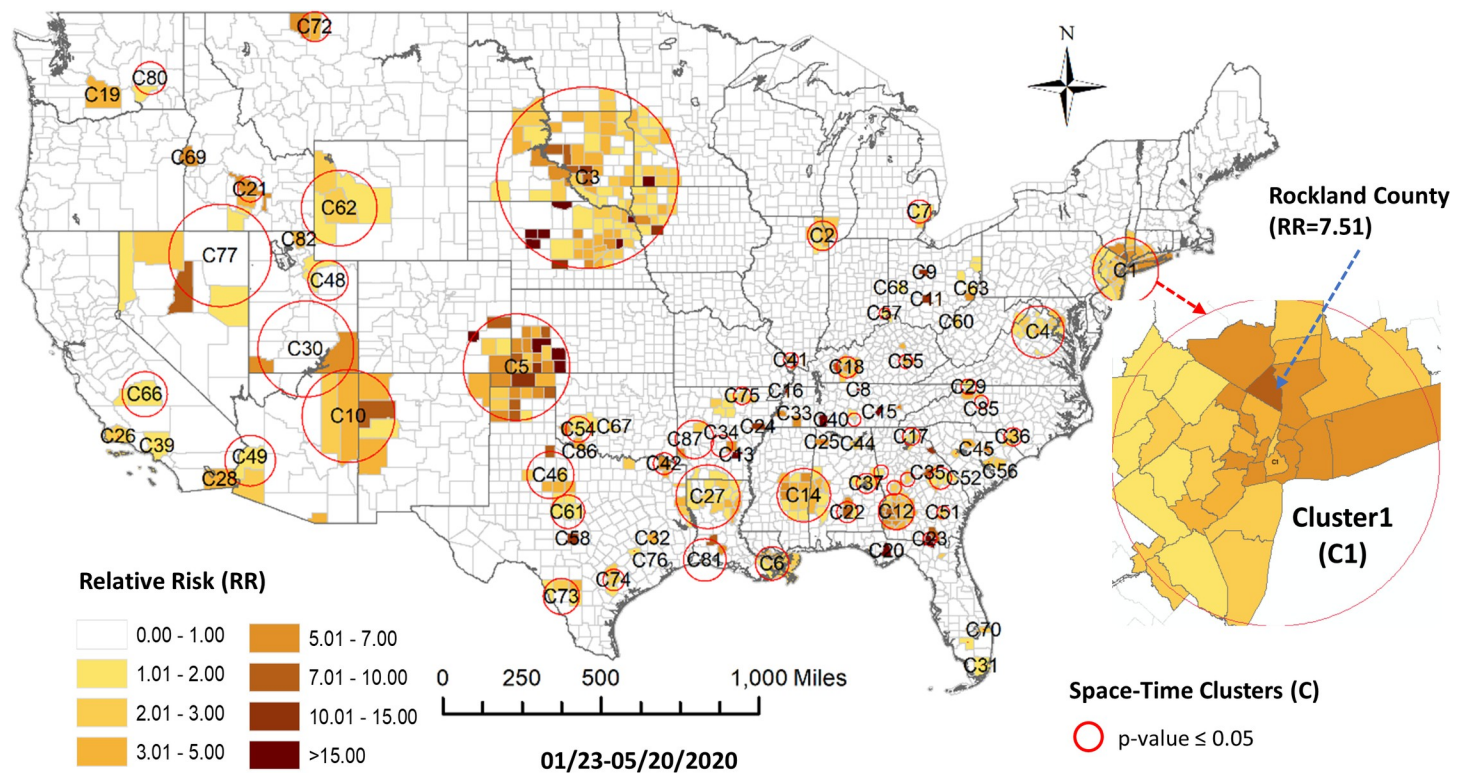 N
C72
C80
C19
C69
C3
C21
C62
C7
C2
C82
C77
C1
C48
C9
C68
C63
C11
C57
C60
C4
C30
C41
C55
C5
C18
C66
C75
C16
C8
C29
C85
C10
C33
C15
C24
C40
C26
C39
C54
C67
C34
C87
C25
C44
C17
C36
C45
C49
C86
C43
C42
C28
C46
C35
C52
C56
C37
C27
C14
C61
C22
C12
C51
C58
C32
C23
C20
C76
C81
C6
C74
C73
C70
C31
Rockland County
(RR=7.51)
C1
Cluster1
(C1)
Relative Risk (RR)
0.00 - 1.00
1.01 - 2.00
2.01 - 3.00
3.01 - 5.00
5.01 - 7.00
7.01 - 10.00
10.01 - 15.00
>15.00
0 250 500 1,000 Miles
01/23-05/20/2020
Space-Time Clusters (C)
p-value ≤ 0.05